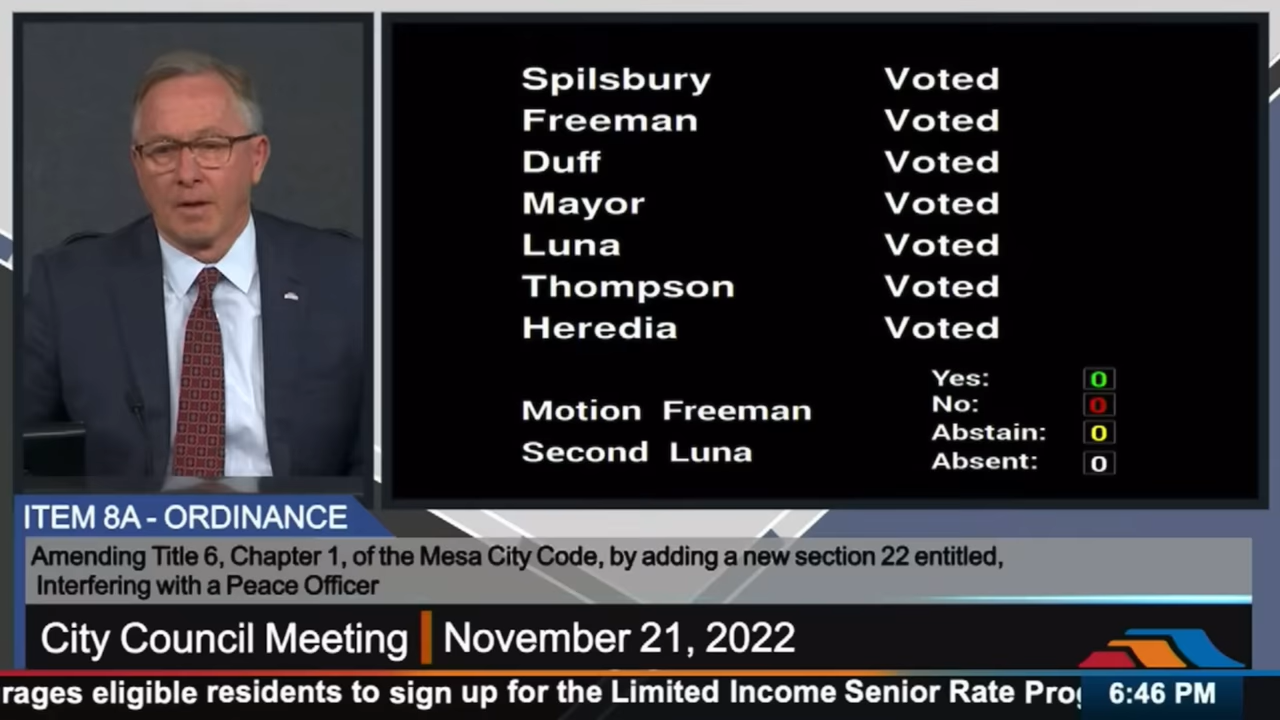 Spilsbury Voted
Freeman Voted
Duff Voted
Mayor Voted
Luna Voted
Thompson Voted
Heredia Voted
Yes: 0
No: 0
Motion Freeman
Abstain: 0
Second Luna
Absent: 0
ITEM 8A - ORDINANCE
Amending Title 6, Chapter 1, of the Mesa City Code, by adding a new section 22 entitled,
Interfering with a Peace Officer
City Council Meeting November 21, 2022
rages eligible residents to sign up for the Limited Income Senior Rate Prog 6:46 PM